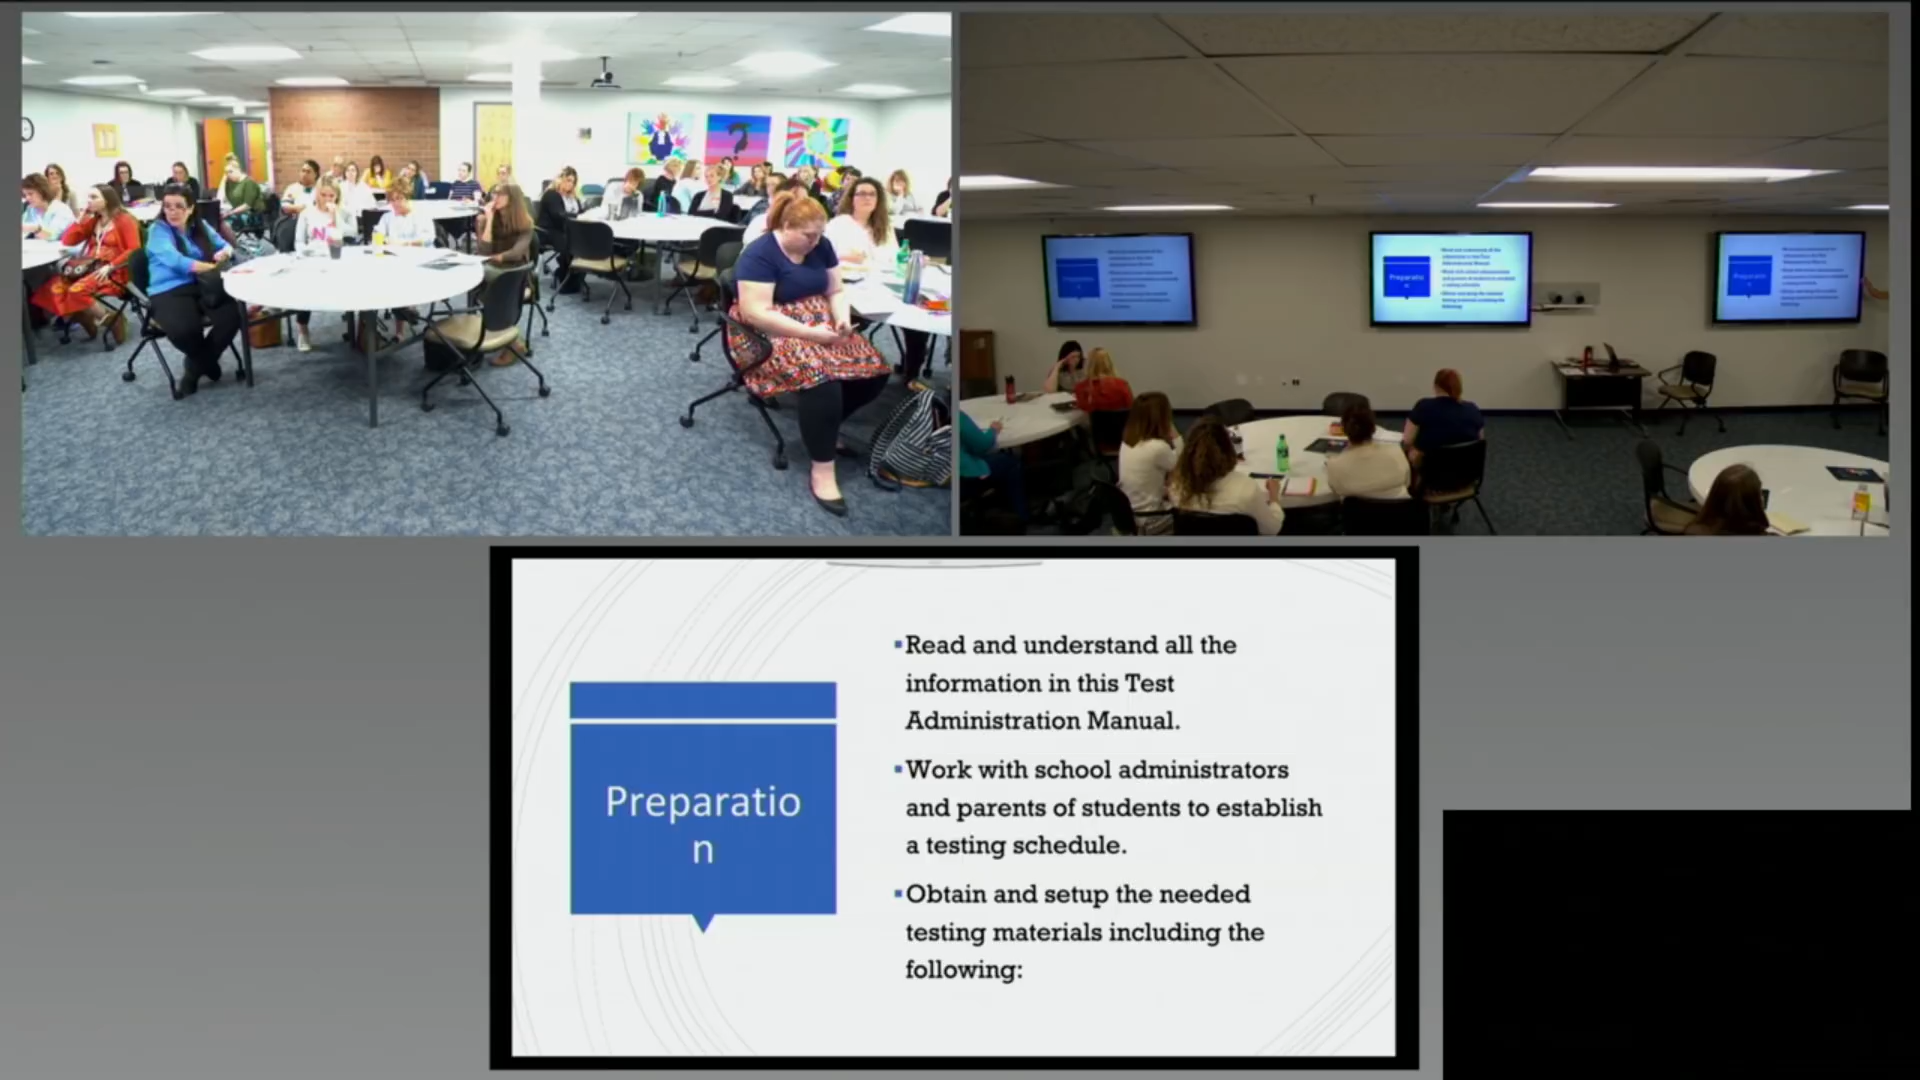 Preparatio
n
▪Read and understand all the
information in this Test
Administration Manual.
▪Work with school administrators
and parents of students to establish
a testing schedule.
▪Obtain and setup the needed
testing materials including the
following:
Preparatio
n